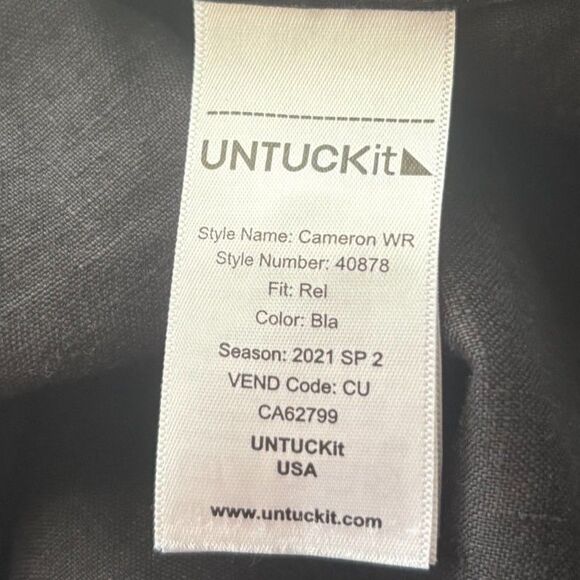 UNTUCKit
Style Name: Cameron WR
Style Number: 40878
Fit: Rel
Color: Bla
Season: 2021 SP 2
VEND Code: CU
CA62799
UNTUCKit
USA
www.untuckit.com